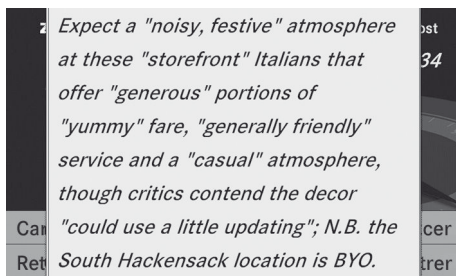 Expect a "noisy, festive" atmosphere
at these "storefront" Italians that
offer "generous" portions of
"yummy" fare, "generally friendly"
service and a "casual" atmosphere,
though critics contend the decor
"could use a little updating"; N.B. the
South Hackensack location is BYO.
34